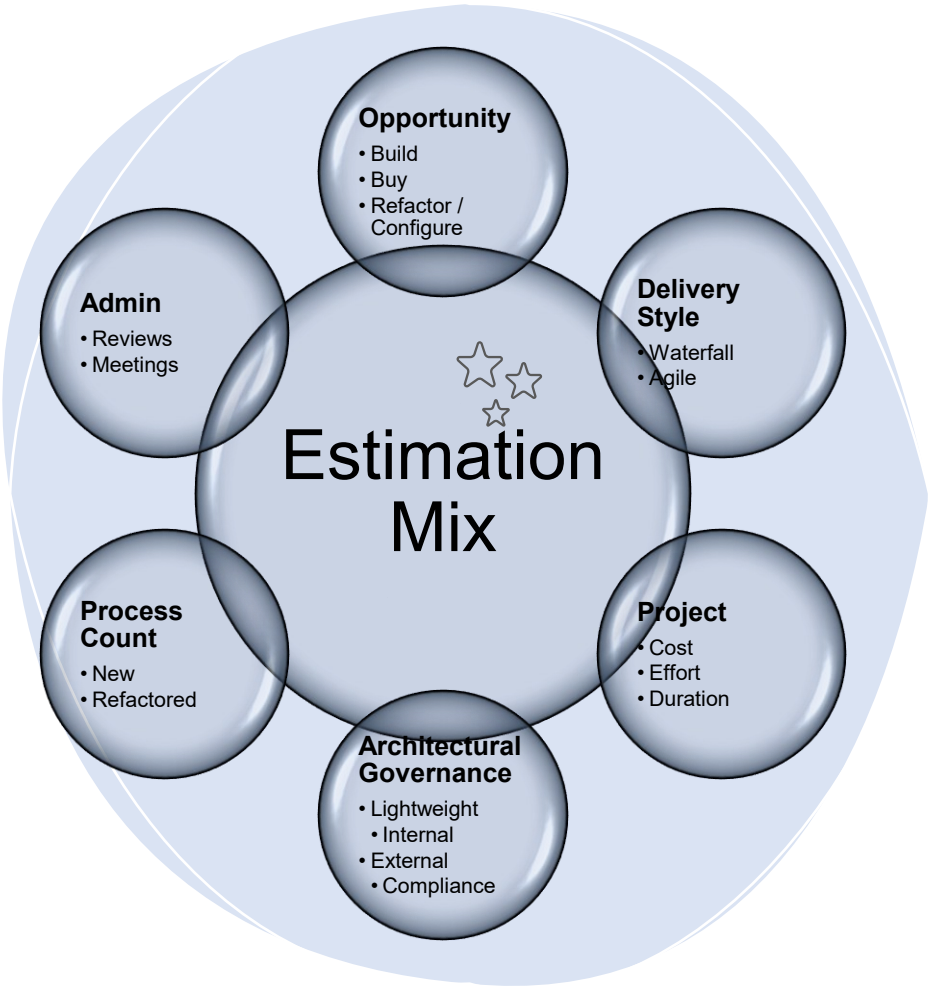 Opportunity
• Build
• Buy
• Refactor /
Configure
Delivery
Style
• Waterfall
• Agile
Project
• Cost
• Effort
• Duration
Architectural
Governance
• Lightweight
• Internal
• External
• Compliance
Process
Count
• New
• Refactored
Admin
• Reviews
• Meetings
Estimation
Mix